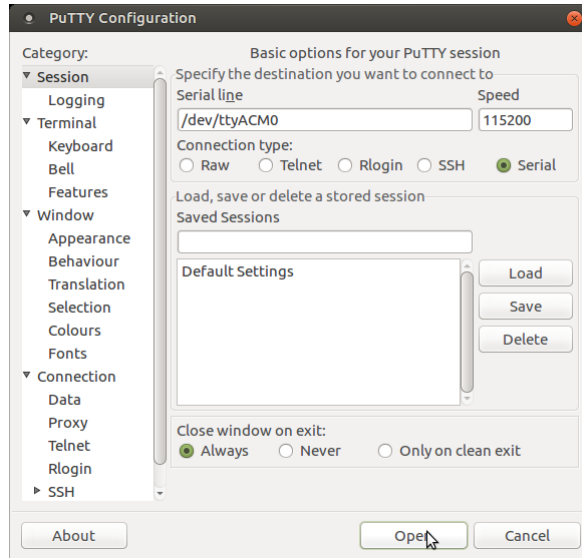 PuTTY Configuration
Category:
Session
Logging
Terminal
Keyboard
Bell
Features
Window
Appearance
Behaviour
Translation
Selection
Colours
Fonts
Connection
Data
Proxy
Telnet
Rlogin
SSH
Basic options for your PuTTY session
Specify the destination you want to connect to
Serial line Speed
/dev/ttyACM0 115200
Connection type:
Raw Telnet Rlogin SSH Serial
Load, save or delete a stored session
Saved Sessions
Default Settings
Load
Save
Delete
Close window on exit:
Always Never Only on clean exit
About Open Cancel